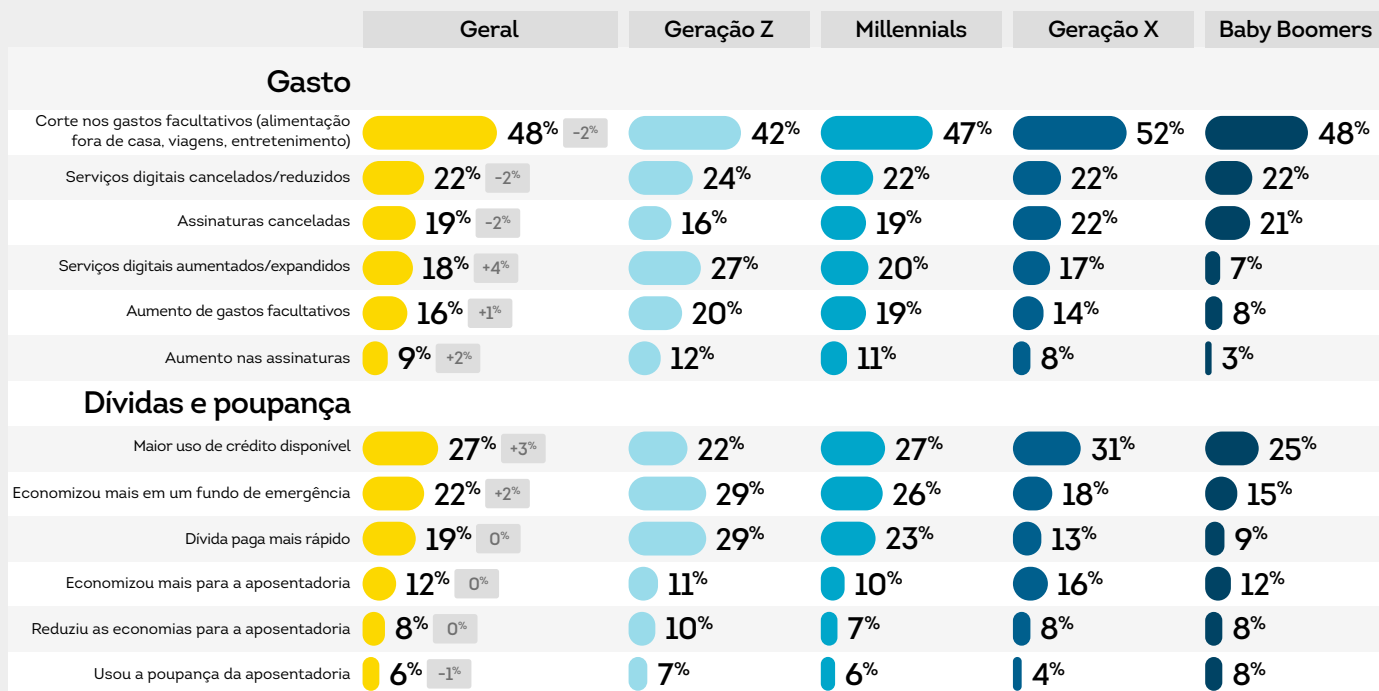 Geral Geração Z Millennials Geração X Baby Boomers
Gasto
Corte nos gastos facultativos (alimentação
fora de casa, viagens, entretenimento) 48% -2% 42% 47% 52% 48%
Serviços digitais cancelados/reduzidos 22% -2% 24% 22% 22% 22%
Assinaturas canceladas 19% -2% 16% 19% 22% 21%
Serviços digitais aumentados/expandidos 18% +4% 27% 20% 17% 7%
Aumento de gastos facultativos 16% +1% 20% 19% 14% 8%
Aumento nas assinaturas 9% +2% 12% 11% 8% 3%
Dívidas e poupança
Maior uso de crédito disponível 27% +3% 22% 27% 31% 25%
Economizou mais em um fundo de emergência 22% +2% 29% 26% 18% 15%
Dívida paga mais rápido 19% 0% 29% 23% 13% 9%
Economizou mais para a aposentadoria 12% 0% 11% 10% 16% 12%
Reduziu as economias para a aposentadoria 8% 0% 10% 7% 8% 8%
Usou a poupança da aposentadoria 6% -1% 7% 6% 4% 8%